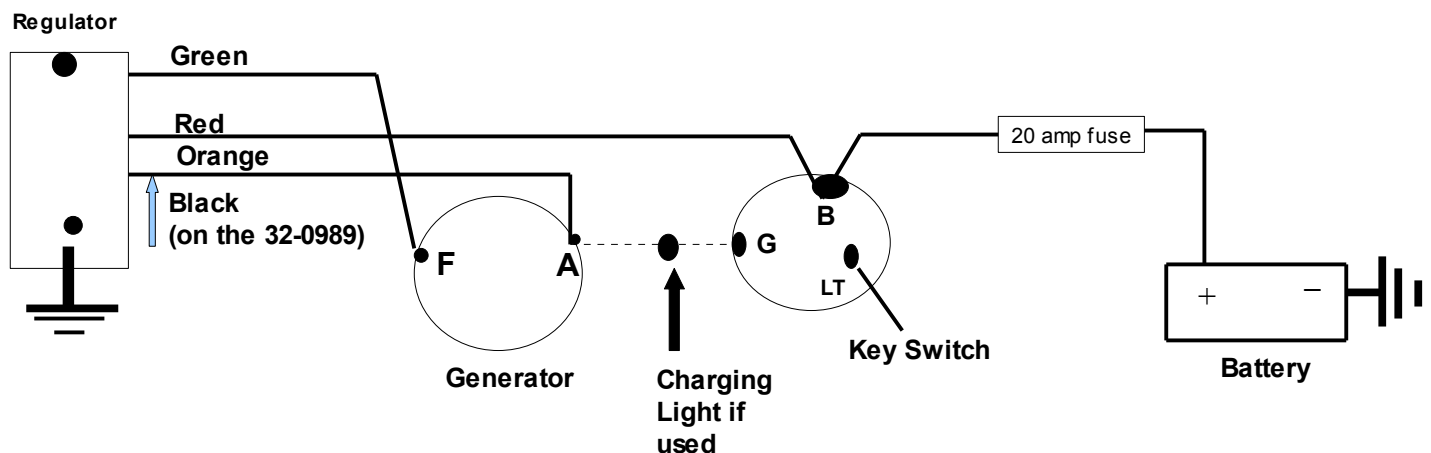 Regulator
Green
Red
Orange
Black
(on the 32-0989)
F
A
Generator
Charging
Light if
used
G
B
LT
Key Switch
20 amp fuse
+ −
Battery